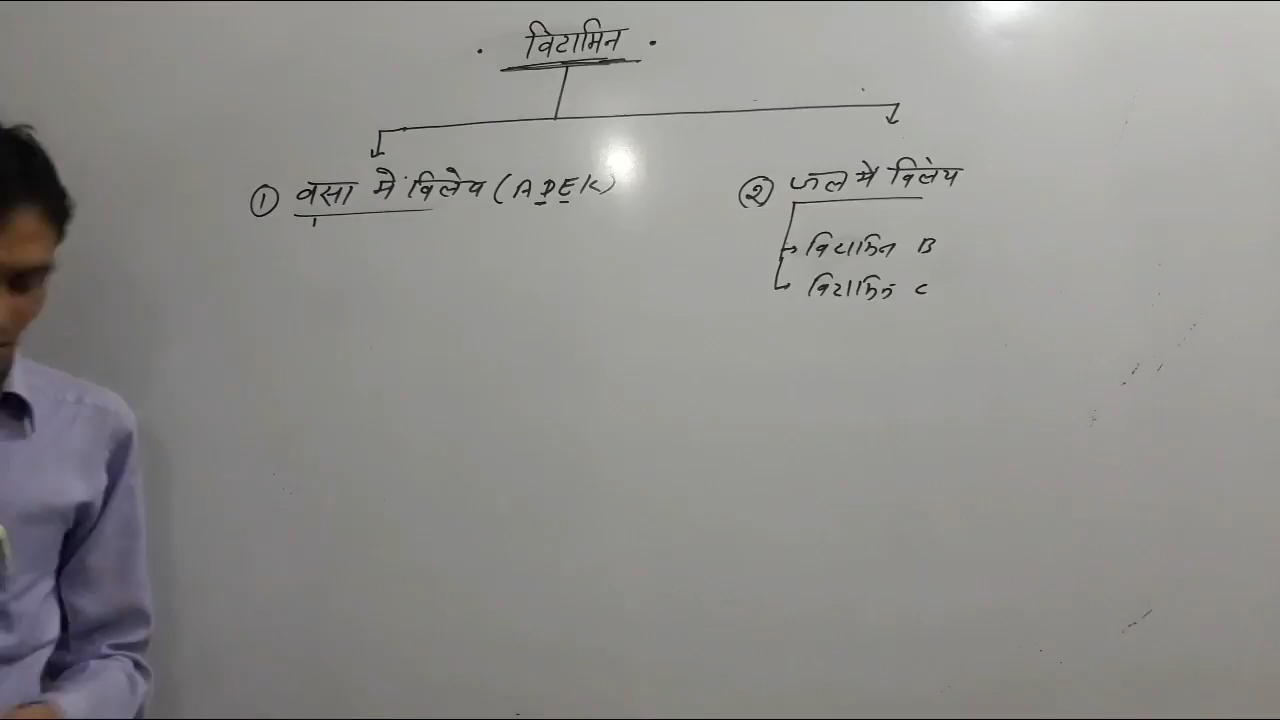 विटामिन
① वसा में विलेय (A D E K)
② जल मे विलेय
विटामिन B
विटामिन C